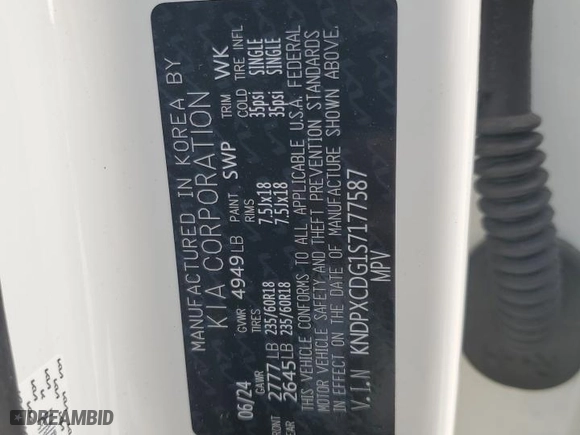 MANUFACTURED IN KOREA BY
KIA CORPORATION
06/24 GVWR 4949LB PAINT SWP TRIM WK
GAWR TIRES RIMS COLD TIRE INFL
FRONT 2777LB 235/60R18 7.5Jx18 35psi SINGLE
REAR 2645LB 235/60R18 7.5Jx18 35psi SINGLE
THIS VEHICLE CONFORMS TO ALL APPLICABLE U.S.A. FEDERAL
MOTOR VEHICLE SAFETY AND THEFT PREVENTION STANDARDS
IN EFFECT ON THE DATE OF MANUFACTURE SHOWN ABOVE.
V.I.N KNDPXCDG1S7177587
MPV
DREAMBID